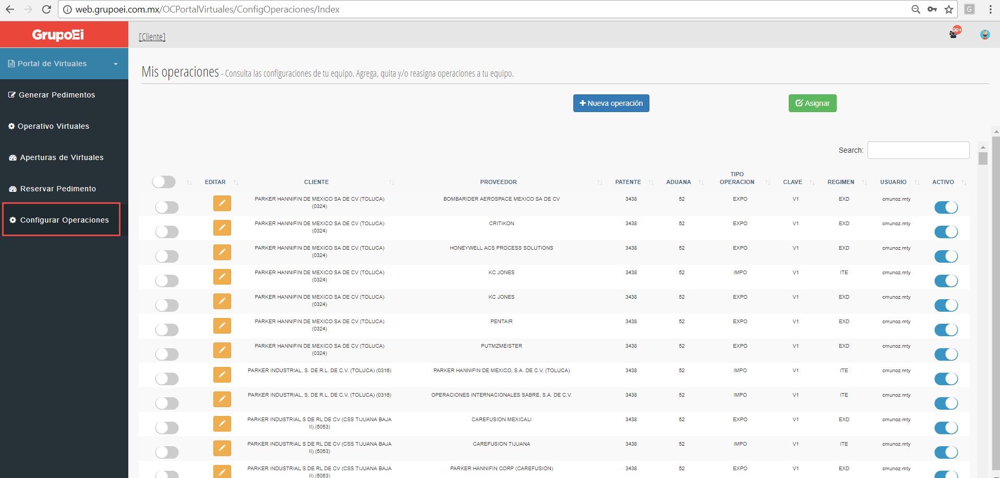 web.grupoei.com.mx/OCPortalVirtuales/ConfigOperaciones/Index
G
GrupoEi
[Cliente]
99+
Portal de Virtuales
Generar Pedimentos
Operativo Virtuales
Aperturas de Virtuales
Reservar Pedimento
Configurar Operaciones
Mis operaciones - Consulta las configuraciones de tu equipo. Agrega, quita y/o reasigna operaciones a tu equipo.
Nueva operación
Asignar
Search:
EDITAR CLIENTE PROVEEDOR PATENTE ADUANA TIPO OPERACION CLAVE REGIMEN USUARIO ACTIVO
PARKER HANNIFIN DE MEXICO SA DE CV (TOLUCA) BOMBARIDER AEROSPACE MEXICO SA DE CV 3438 52 EXPO V1 EXD cmunoz.mty
(0324)
PARKER HANNIFIN DE MEXICO SA DE CV (TOLUCA) CRITIKON 3438 52 EXPO V1 EXD cmunoz.mty
(0324)
PARKER HANNIFIN DE MEXICO SA DE CV (TOLUCA) HONEYWELL ACS PROCESS SOLUTIONS 3438 52 EXPO V1 EXD cmunoz.mty
(0324)
PARKER HANNIFIN DE MEXICO SA DE CV (TOLUCA) KC JONES 3438 52 IMPO V1 ITE cmunoz.mty
(0324)
PARKER HANNIFIN DE MEXICO SA DE CV (TOLUCA) KC JONES 3438 52 EXPO V1 EXD cmunoz.mty
(0324)
PARKER HANNIFIN DE MEXICO SA DE CV (TOLUCA) PENTAIR 3438 52 EXPO V1 EXD cmunoz.mty
(0324)
PARKER HANNIFIN DE MEXICO SA DE CV (TOLUCA) PUTMZMEISTER 3438 52 EXPO V1 EXD cmunoz.mty
(0324)
PARKER INDUSTRIAL, S. DE R.L. DE C.V. (TOLUCA) (0316) PARKER HANNIFIN DE MEXICO, S.A. DE C.V. (TOLUCA) 3438 52 IMPO V1 ITE cmunoz.mty
PARKER INDUSTRIAL, S. DE R.L. DE C.V. (TOLUCA) (0316) OPERACIONES INTERNACIONALES SABRE, S.A. DE C.V. 3438 52 IMPO V1 ITE cmunoz.mty
PARKER INDUSTRIAL S DE RL DE CV (CSS TIJUANA BAJA CAREFUSION MEXICALI 3438 52 EXPO V1 EXD cmunoz.mty
II) (5053)
PARKER INDUSTRIAL S DE RL DE CV (CSS TIJUANA BAJA CAREFUSION TIJUANA 3438 52 IMPO V1 ITE cmunoz.mty
II) (5053)
PARKER INDUSTRIAL S DE RL DE CV (CSS TIJUANA BAJA PARKER HANNIFIN CORP (CAREFUSION) 3438 52 EXPO V1 EXD cmunoz.mty
II) (5053)